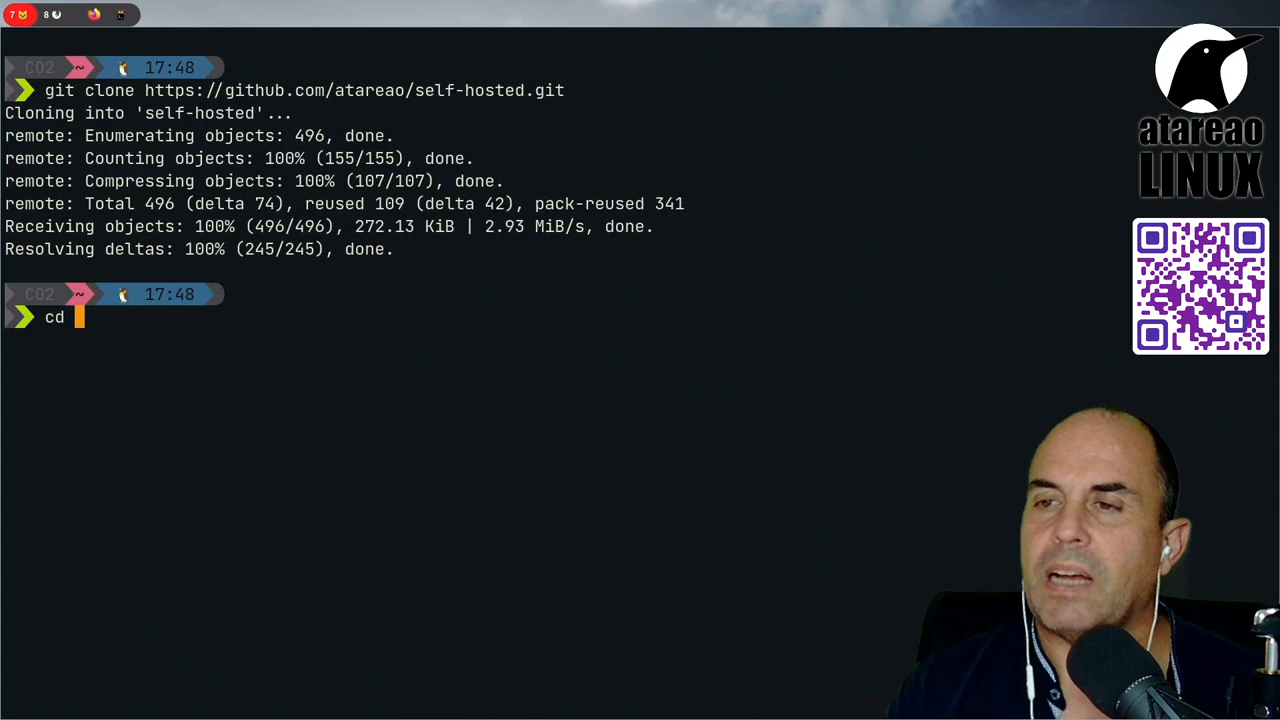 7 8
CO2 ~ 17:48
git clone https://github.com/atareao/self-hosted.git
Cloning into 'self-hosted'...
remote: Enumerating objects: 496, done.
remote: Counting objects: 100% (155/155), done.
remote: Compressing objects: 100% (107/107), done.
remote: Total 496 (delta 74), reused 109 (delta 42), pack-reused 341
Receiving objects: 100% (496/496), 272.13 KiB | 2.93 MiB/s, done.
Resolving deltas: 100% (245/245), done.
CO2 ~ 17:48
cd
atareao
LINUX